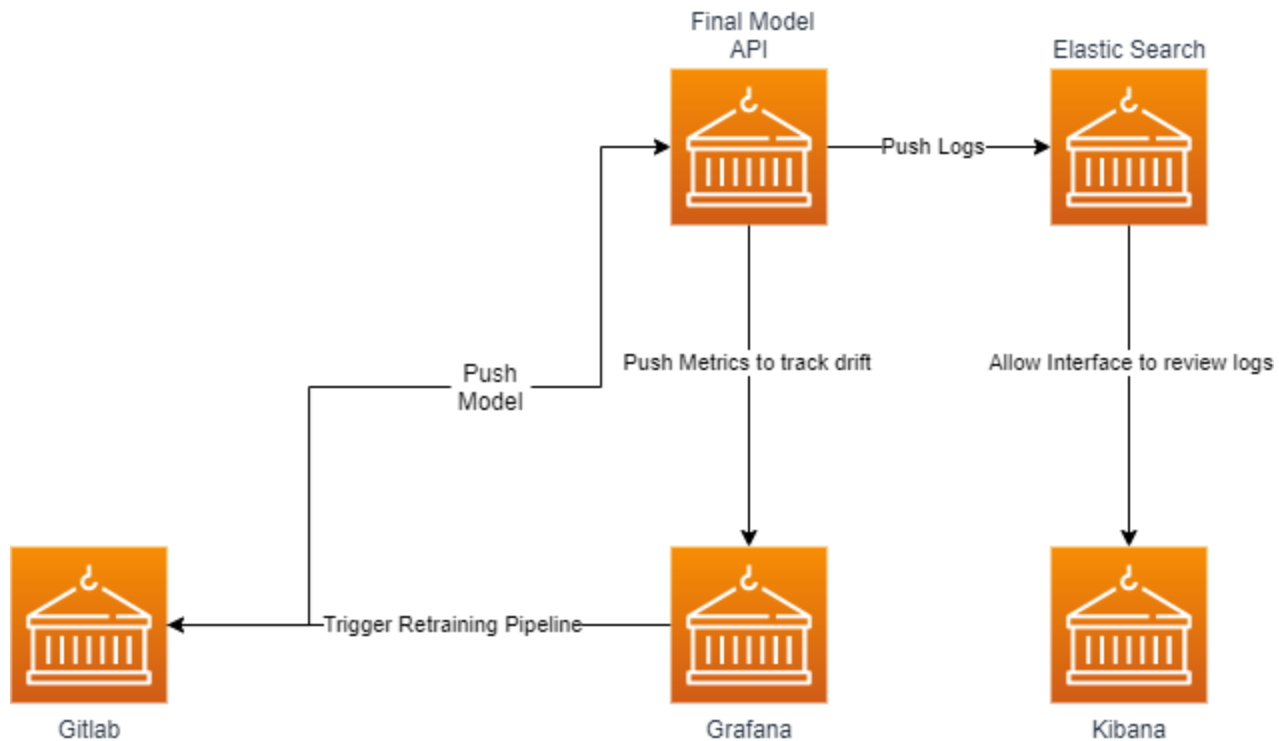 Final Model
API
Elastic Search
Push Logs
Push Metrics to track drift
Allow Interface to review logs
Push
Model
Trigger Retraining Pipeline
Gitlab
Grafana
Kibana